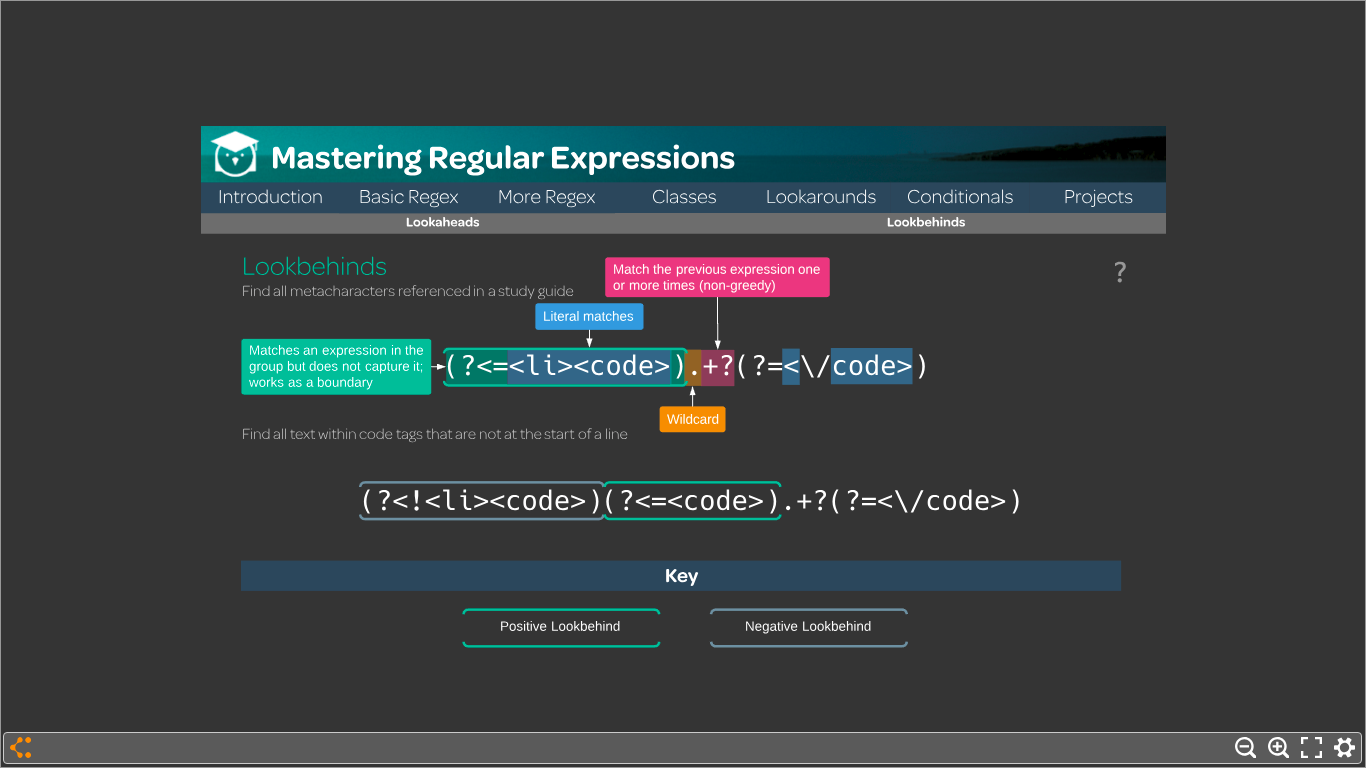 Mastering Regular Expressions
Introduction Basic Regex More Regex Classes Lookarounds Conditionals Projects
Lookaheads Lookbehinds
Lookbehinds
?
Find all metacharacters referenced in a study guide
Match the previous expression one
or more times (non-greedy)
Literal matches
Matches an expression in the
group but does not capture it;
works as a boundary
(?<=<li><code>).+?(?=<\/code>)
Wildcard
Find all text within code tags that are not at the start of a line
(?<!<li><code>)(?<=<code>).+?(?=<\/code>)
Key
Positive Lookbehind Negative Lookbehind